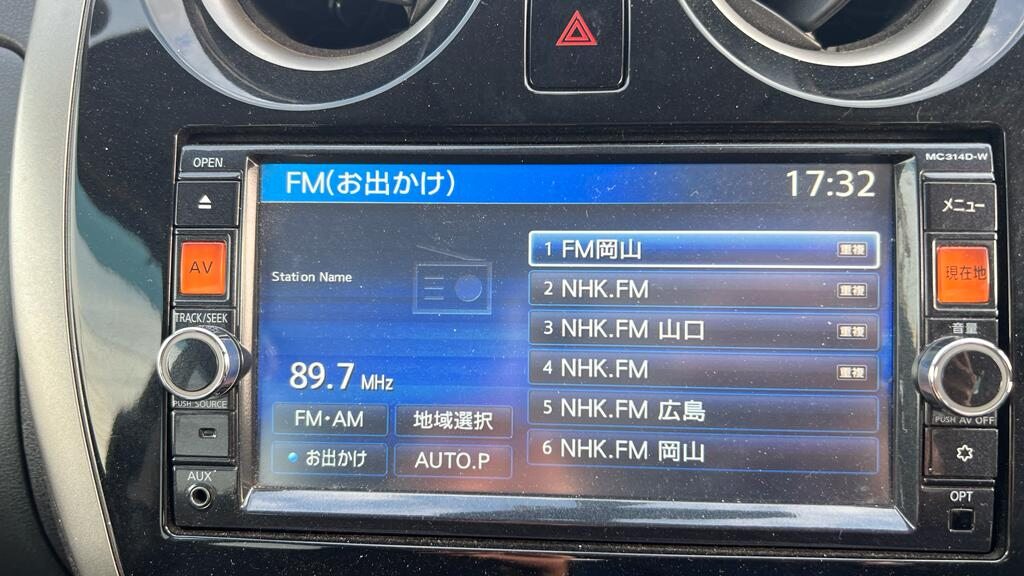 OPEN
MC314D-W
FM(お出かけ)
17:32
メニュー
AV
現在地
Station Name
1 FM岡山 重複
2 NHK.FM 重複
3 NHK.FM 山口 重複
4 NHK.FM 重複
5 NHK.FM 広島
6 NHK.FM 岡山
TRACK/SEEK
音量
89.7 MHz
PUSH SOURCE
PUSH AV OFF
FM・AM
地域選択
お出かけ
AUTO.P
AUX
OPT